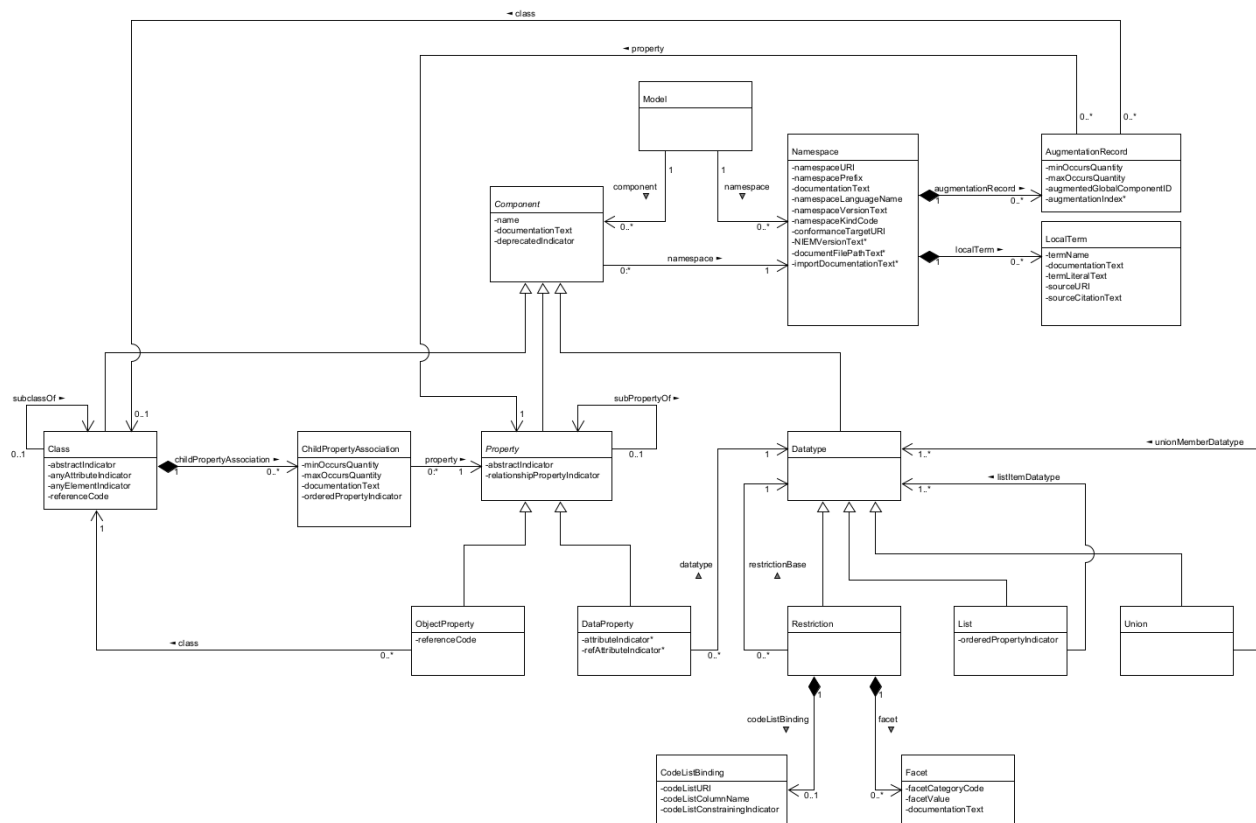 ◄ class
◄ property
Model
1
1
component
▼
namespace
▼
0..*
0..*
Component
-name
-documentationText
-deprecatedIndicator
0:*
namespace ►
1
Namespace
-namespaceURI
-namespacePrefix
-documentationText
-namespaceLanguageName
-namespaceVersionText
-namespaceKindCode
-conformanceTargetURI
-NIEMVersionText*
-documentFilePathText*
-importDocumentationText*
augmentationRecord ►
1
0..*
0..*
0..*
AugmentationRecord
-minOccursQuantity
-maxOccursQuantity
-augmentedGlobalComponentID
-augmentationIndex*
localTerm ►
1
0..*
LocalTerm
-termName
-documentationText
-termLiteralText
-sourceURI
-sourceCitationText
subclassOf ►
0..1
0..1
Class
-abstractIndicator
-anyAttributeIndicator
-anyElementIndicator
-referenceCode
childPropertyAssociation ►
1
0..*
ChildPropertyAssociation
-minOccursQuantity
-maxOccursQuantity
-documentationText
-orderedPropertyIndicator
property ►
0:*
1
1
subPropertyOf ►
0..1
Property
-abstractIndicator
-relationshipPropertyIndicator
Datatype
1
1
◄ unionMemberDatatype
1..*
◄ listItemDatatype
1..*
1
◄ class
0..*
ObjectProperty
-referenceCode
DataProperty
-attributeIndicator*
-refAttributeIndicator*
datatype
▲
0..*
restrictionBase
▲
0..*
Restriction
List
-orderedPropertyIndicator
Union
1
1
codeListBinding
▼
facet
▼
0..1
0..*
CodeListBinding
-codeListURI
-codeListColumnName
-codeListConstrainingIndicator
Facet
-facetCategoryCode
-facetValue
-documentationText